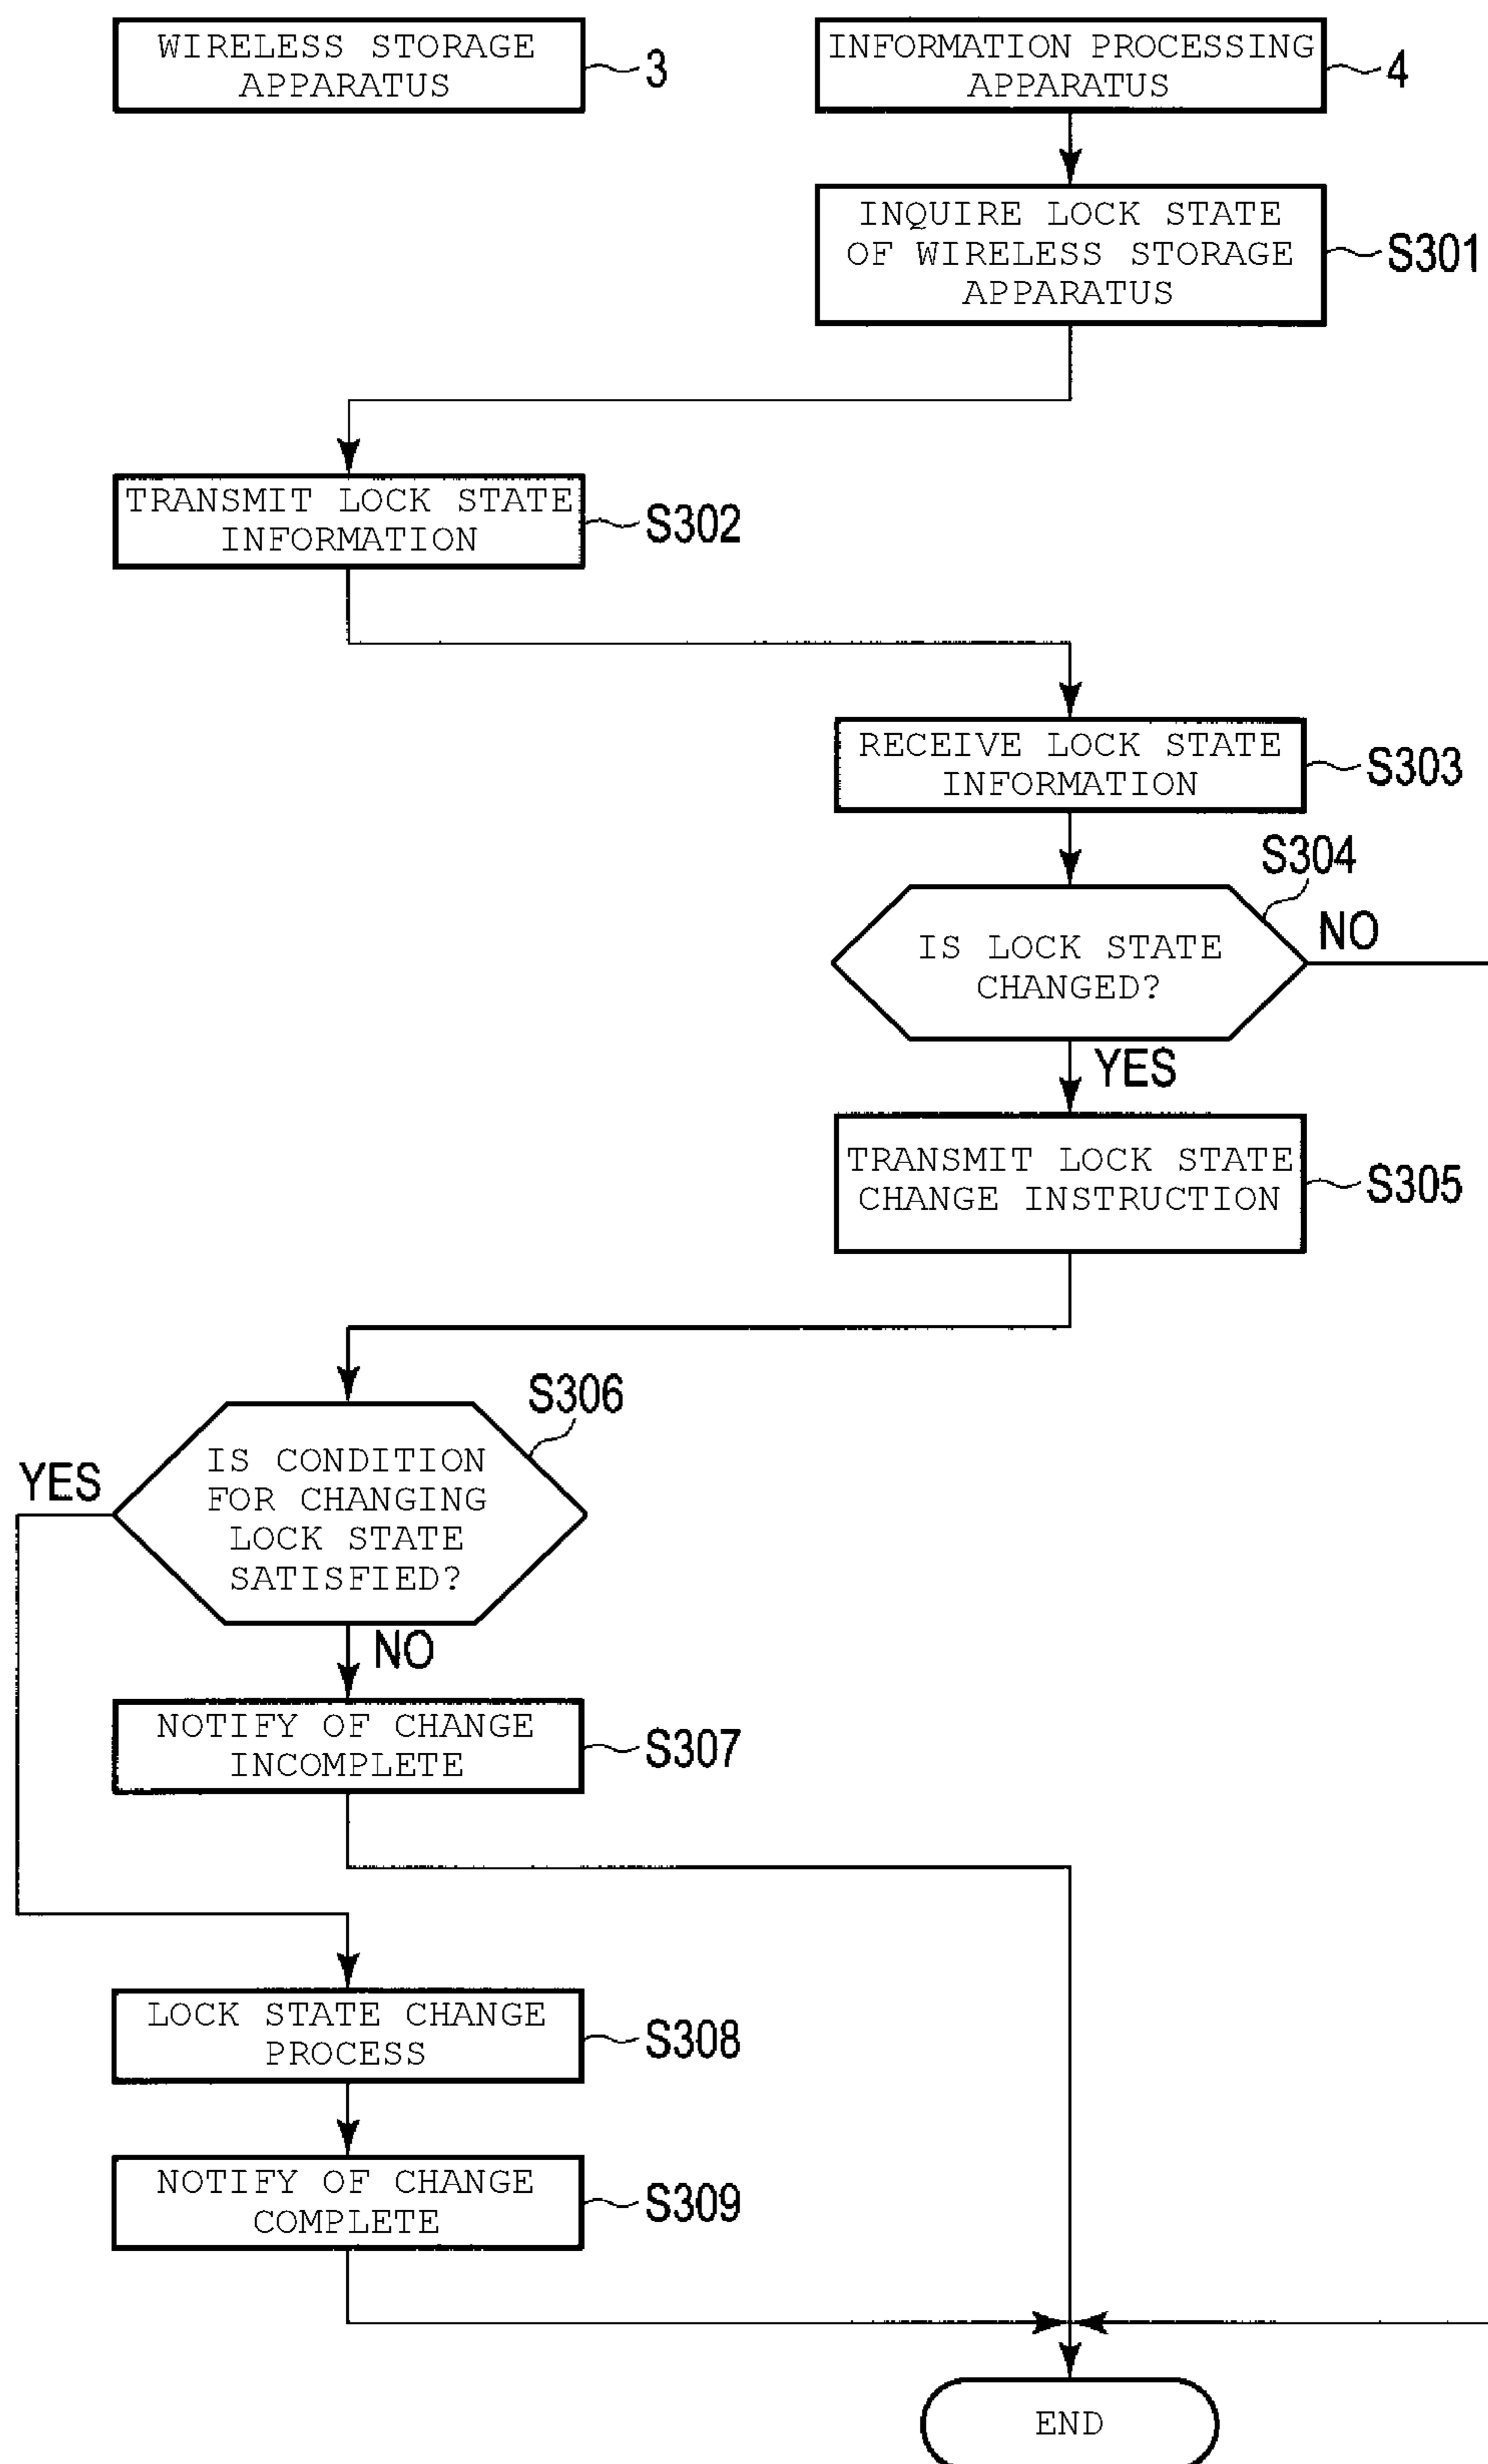 WIRELESS STORAGE
APPARATUS
3
INFORMATION PROCESSING
APPARATUS
4
INQUIRE LOCK STATE
OF WIRELESS STORAGE
APPARATUS
S301
TRANSMIT LOCK STATE
INFORMATION
S302
RECEIVE LOCK STATE
INFORMATION
S303
S304
IS LOCK STATE
CHANGED?
NO
YES
TRANSMIT LOCK STATE
CHANGE INSTRUCTION
S305
S306
IS CONDITION
FOR CHANGING
LOCK STATE
SATISFIED?
YES
NO
NOTIFY OF CHANGE
INCOMPLETE
S307
LOCK STATE CHANGE
PROCESS
S308
NOTIFY OF CHANGE
COMPLETE
S309
END